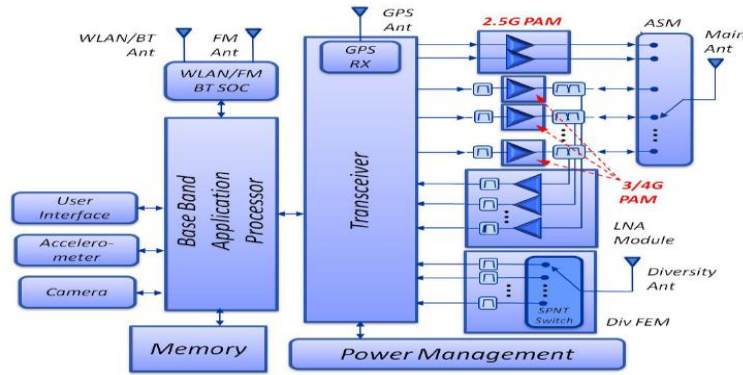 WLAN/BT
Ant
FM
Ant
GPS
Ant
2.5G PAM
ASM
Main
Ant
GPS
RX
WLAN/FM
BT SOC
Transceiver
Base Band
Application
Processor
3/4G
PAM
User
Interface
Accelero-
meter
Camera
LNA
Module
Diversity
Ant
SPNT
Switch
Div FEM
Memory
Power Management